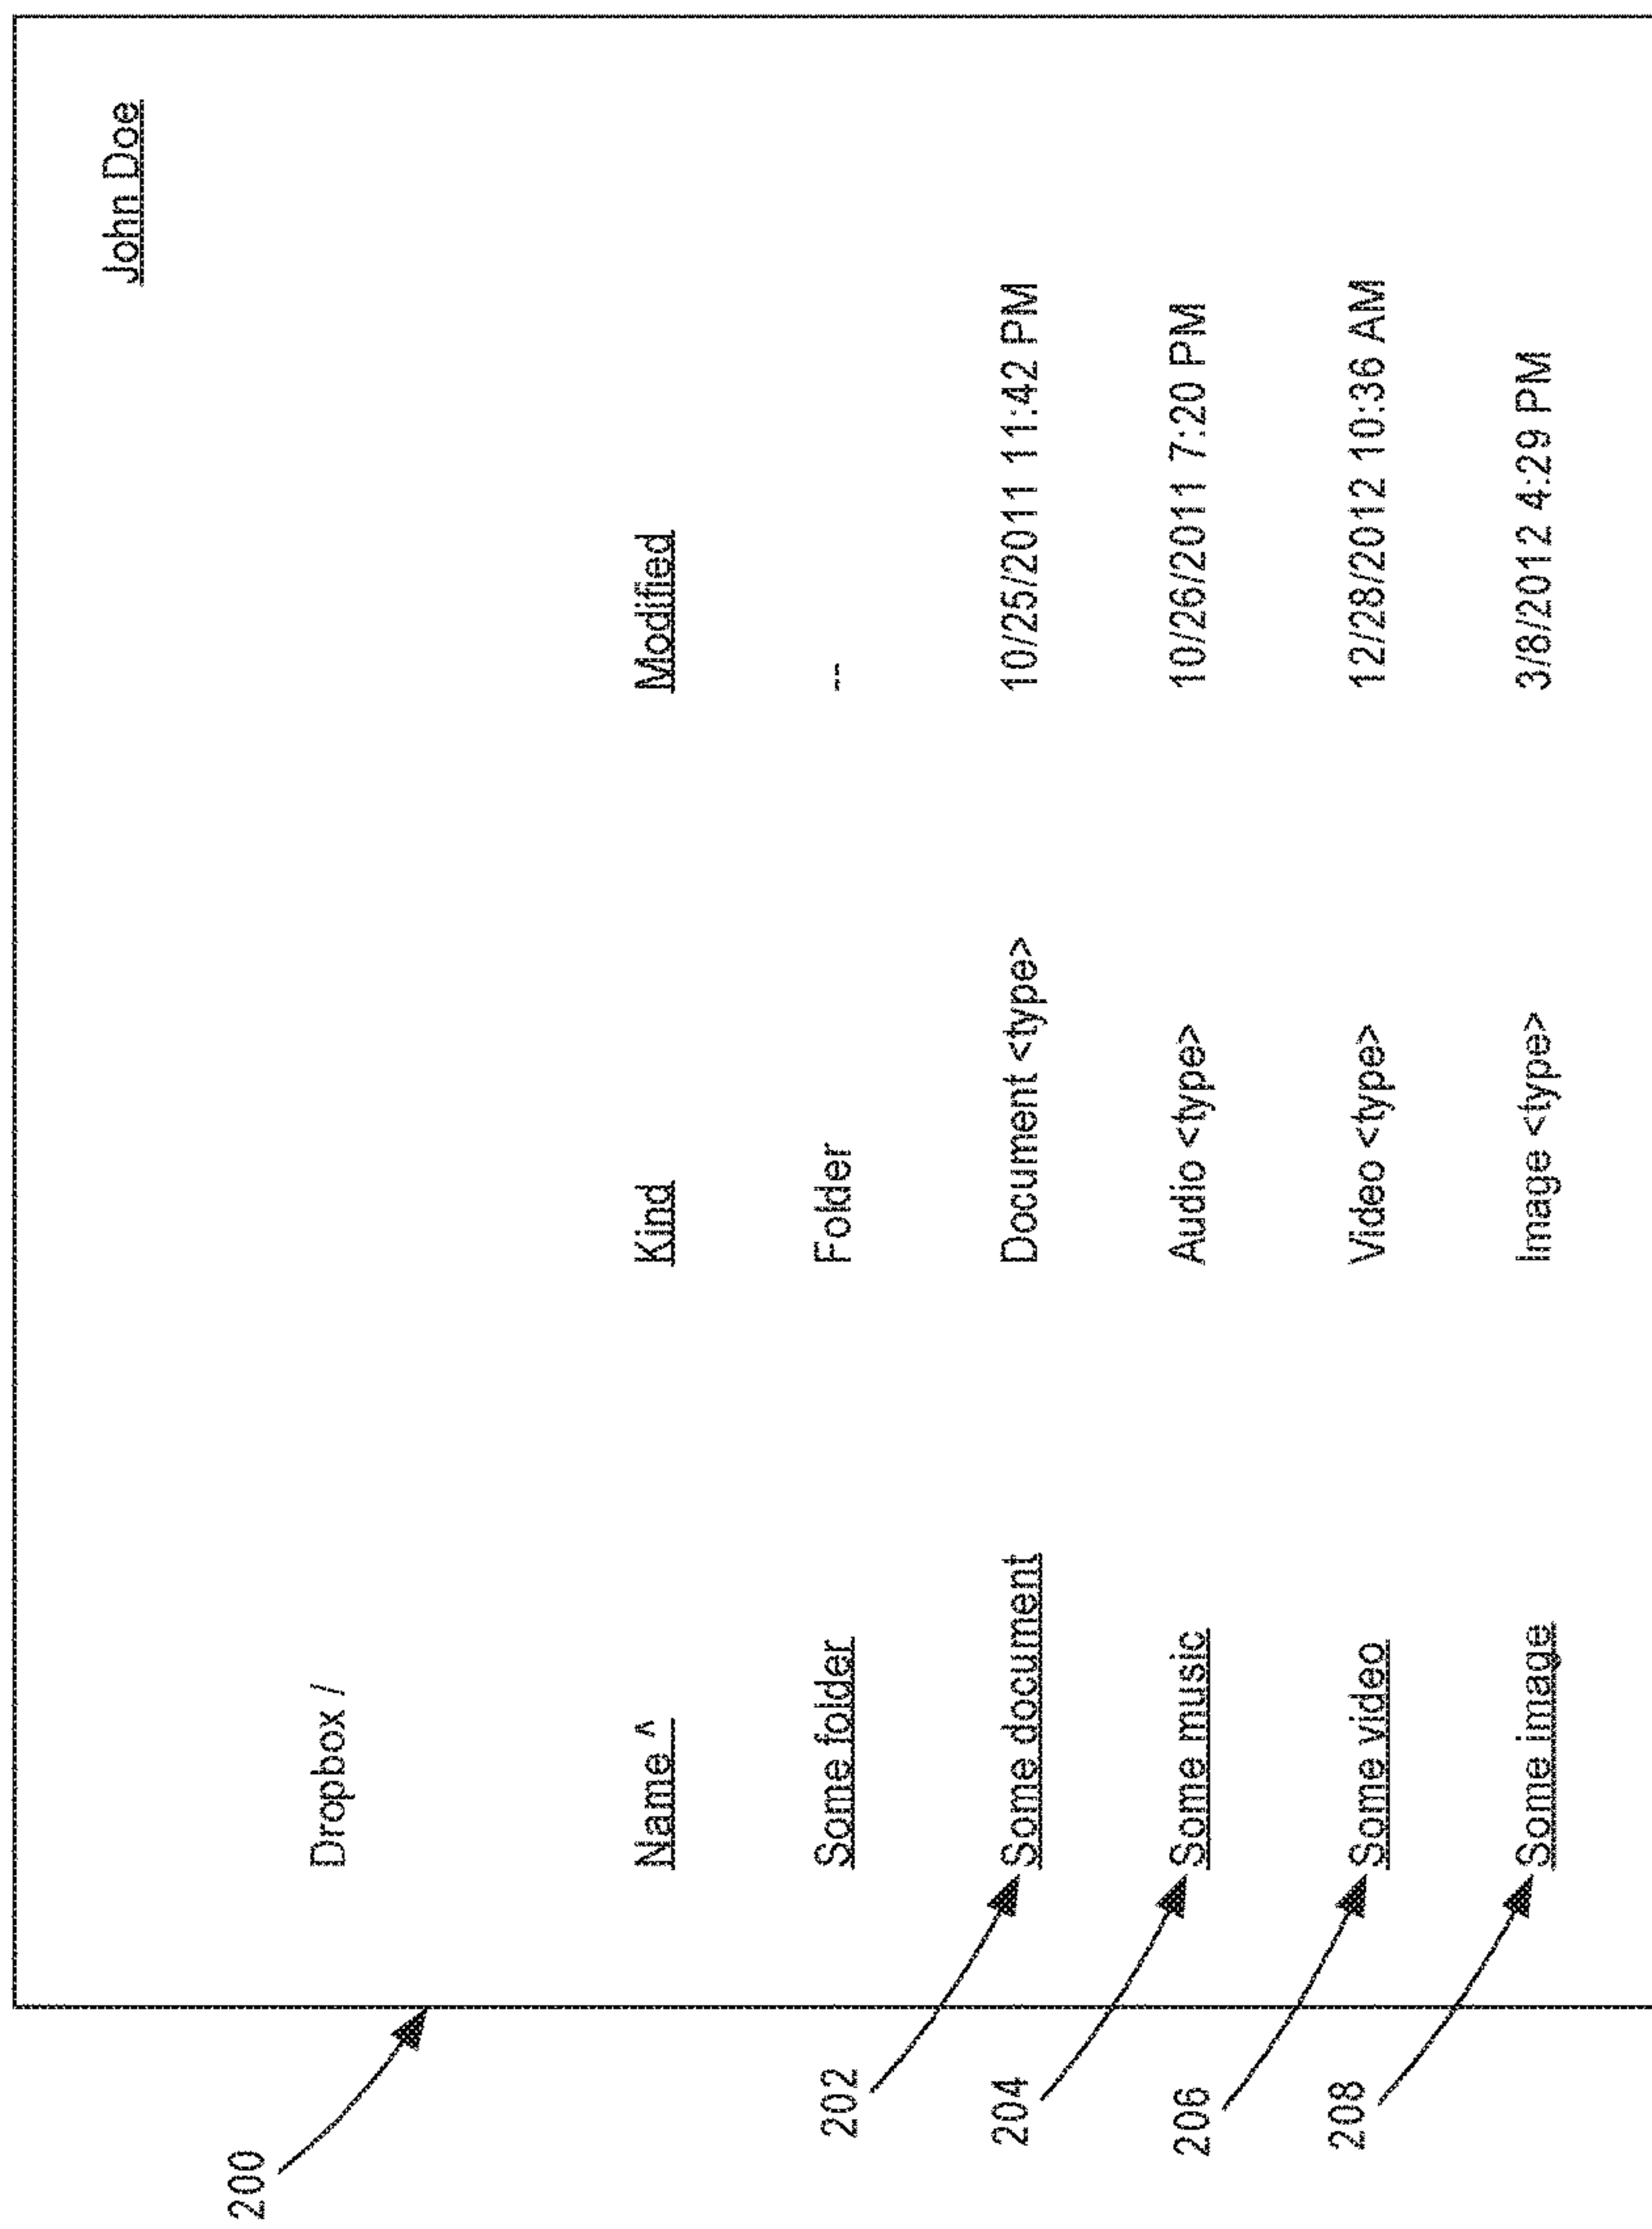 200
John Doe
Dropbox /
Name ^ Kind Modified
Some folder Folder --
202 Some document Document <type> 10/25/2011 11:42 PM
204 Some music Audio <type> 10/26/2011 7:20 PM
206 Some video Video <type> 12/28/2012 10:36 AM
208 Some image Image <type> 3/8/2012 4:29 PM